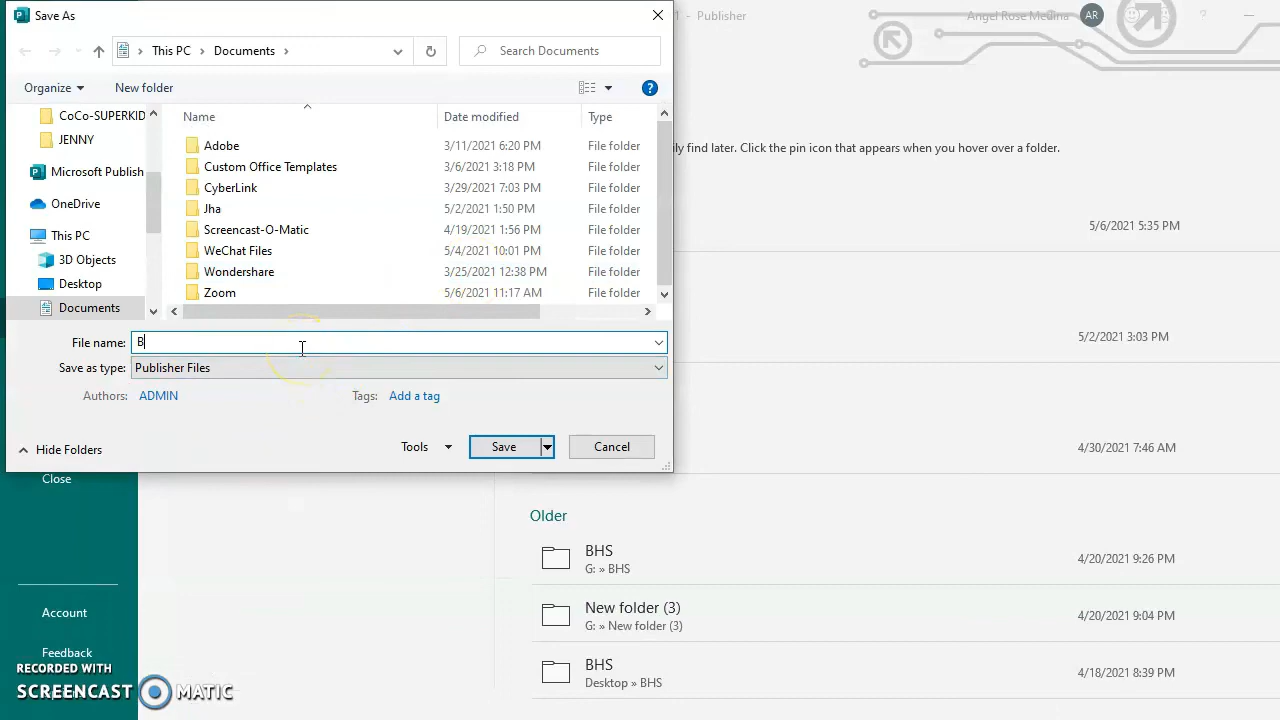 Save As
1 - Publisher
Angel Rose Medina
AR
This PC
Documents
Search Documents
Organize
New folder
CoCo-SUPERKID
JENNY
Microsoft Publish
OneDrive
This PC
3D Objects
Desktop
Documents
Name Date modified Type
Adobe 3/11/2021 6:20 PM File folder
Custom Office Templates 3/6/2021 3:18 PM File folder
CyberLink 3/29/2021 7:03 PM File folder
Jha 5/2/2021 1:50 PM File folder
Screencast-O-Matic 4/19/2021 1:56 PM File folder
WeChat Files 5/4/2021 10:01 PM File folder
Wondershare 3/25/2021 12:38 PM File folder
Zoom 5/6/2021 11:17 AM File folder
File name: B
Save as type: Publisher Files
Authors: ADMIN Tags: Add a tag
Hide Folders
Tools Save Cancel
ily find later. Click the pin icon that appears when you hover over a folder.
5/6/2021 5:35 PM
5/2/2021 3:03 PM
4/30/2021 7:46 AM
Close
Account
Feedback
Older
BHS 4/20/2021 9:26 PM
G: » BHS
New folder (3) 4/20/2021 9:04 PM
G: » New folder (3)
BHS 4/18/2021 8:39 PM
Desktop » BHS
RECORDED WITH
SCREENCAST MATIC